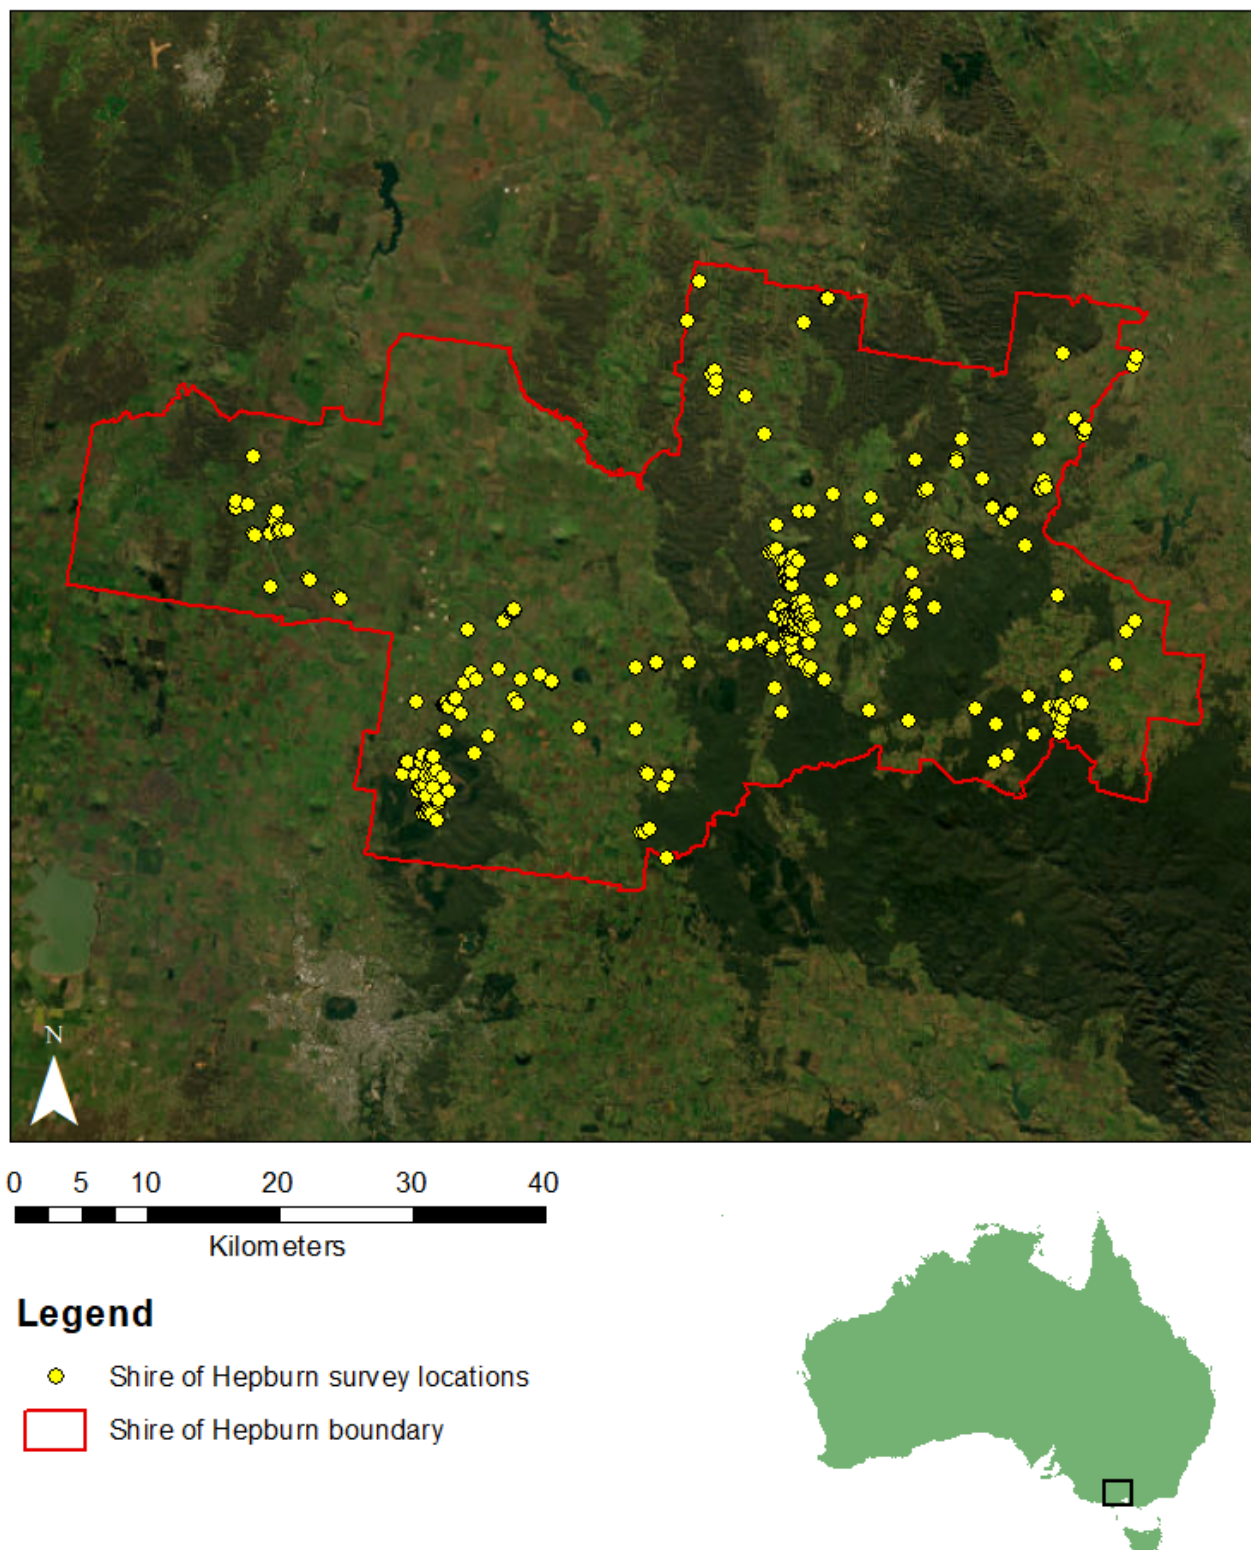 N
0 5 10 20 30 40
Kilometers
Legend
Shire of Hepburn survey locations
Shire of Hepburn boundary